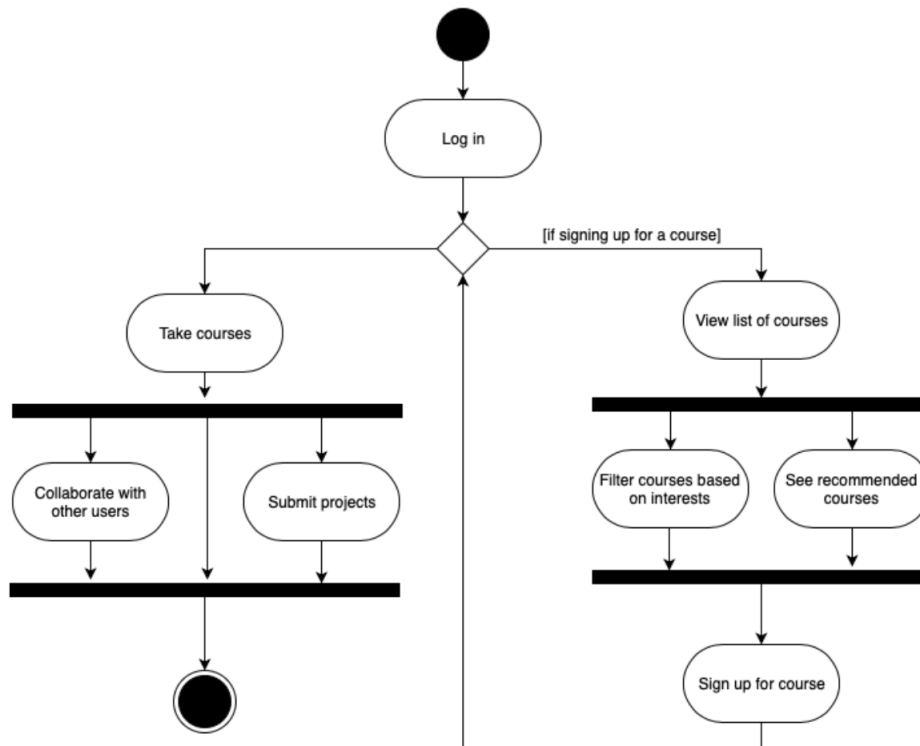 Log in
[if signing up for a course]
Take courses
View list of courses
Collaborate with
other users
Submit projects
Filter courses based
on interests
See recommended
courses
Sign up for course